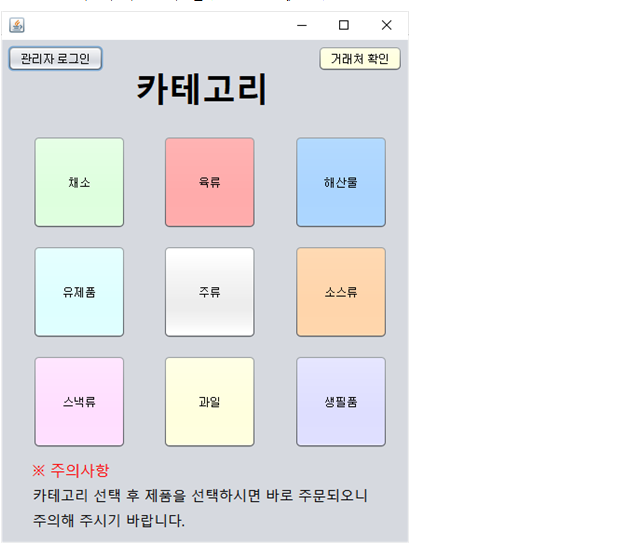 관리자 로그인
거래처 확인
카테고리
채소
육류
해산물
유제품
주류
소스류
스낵류
과일
생필품
※ 주의사항
카테고리 선택 후 제품을 선택하시면 바로 주문되오니
주의해 주시기 바랍니다.